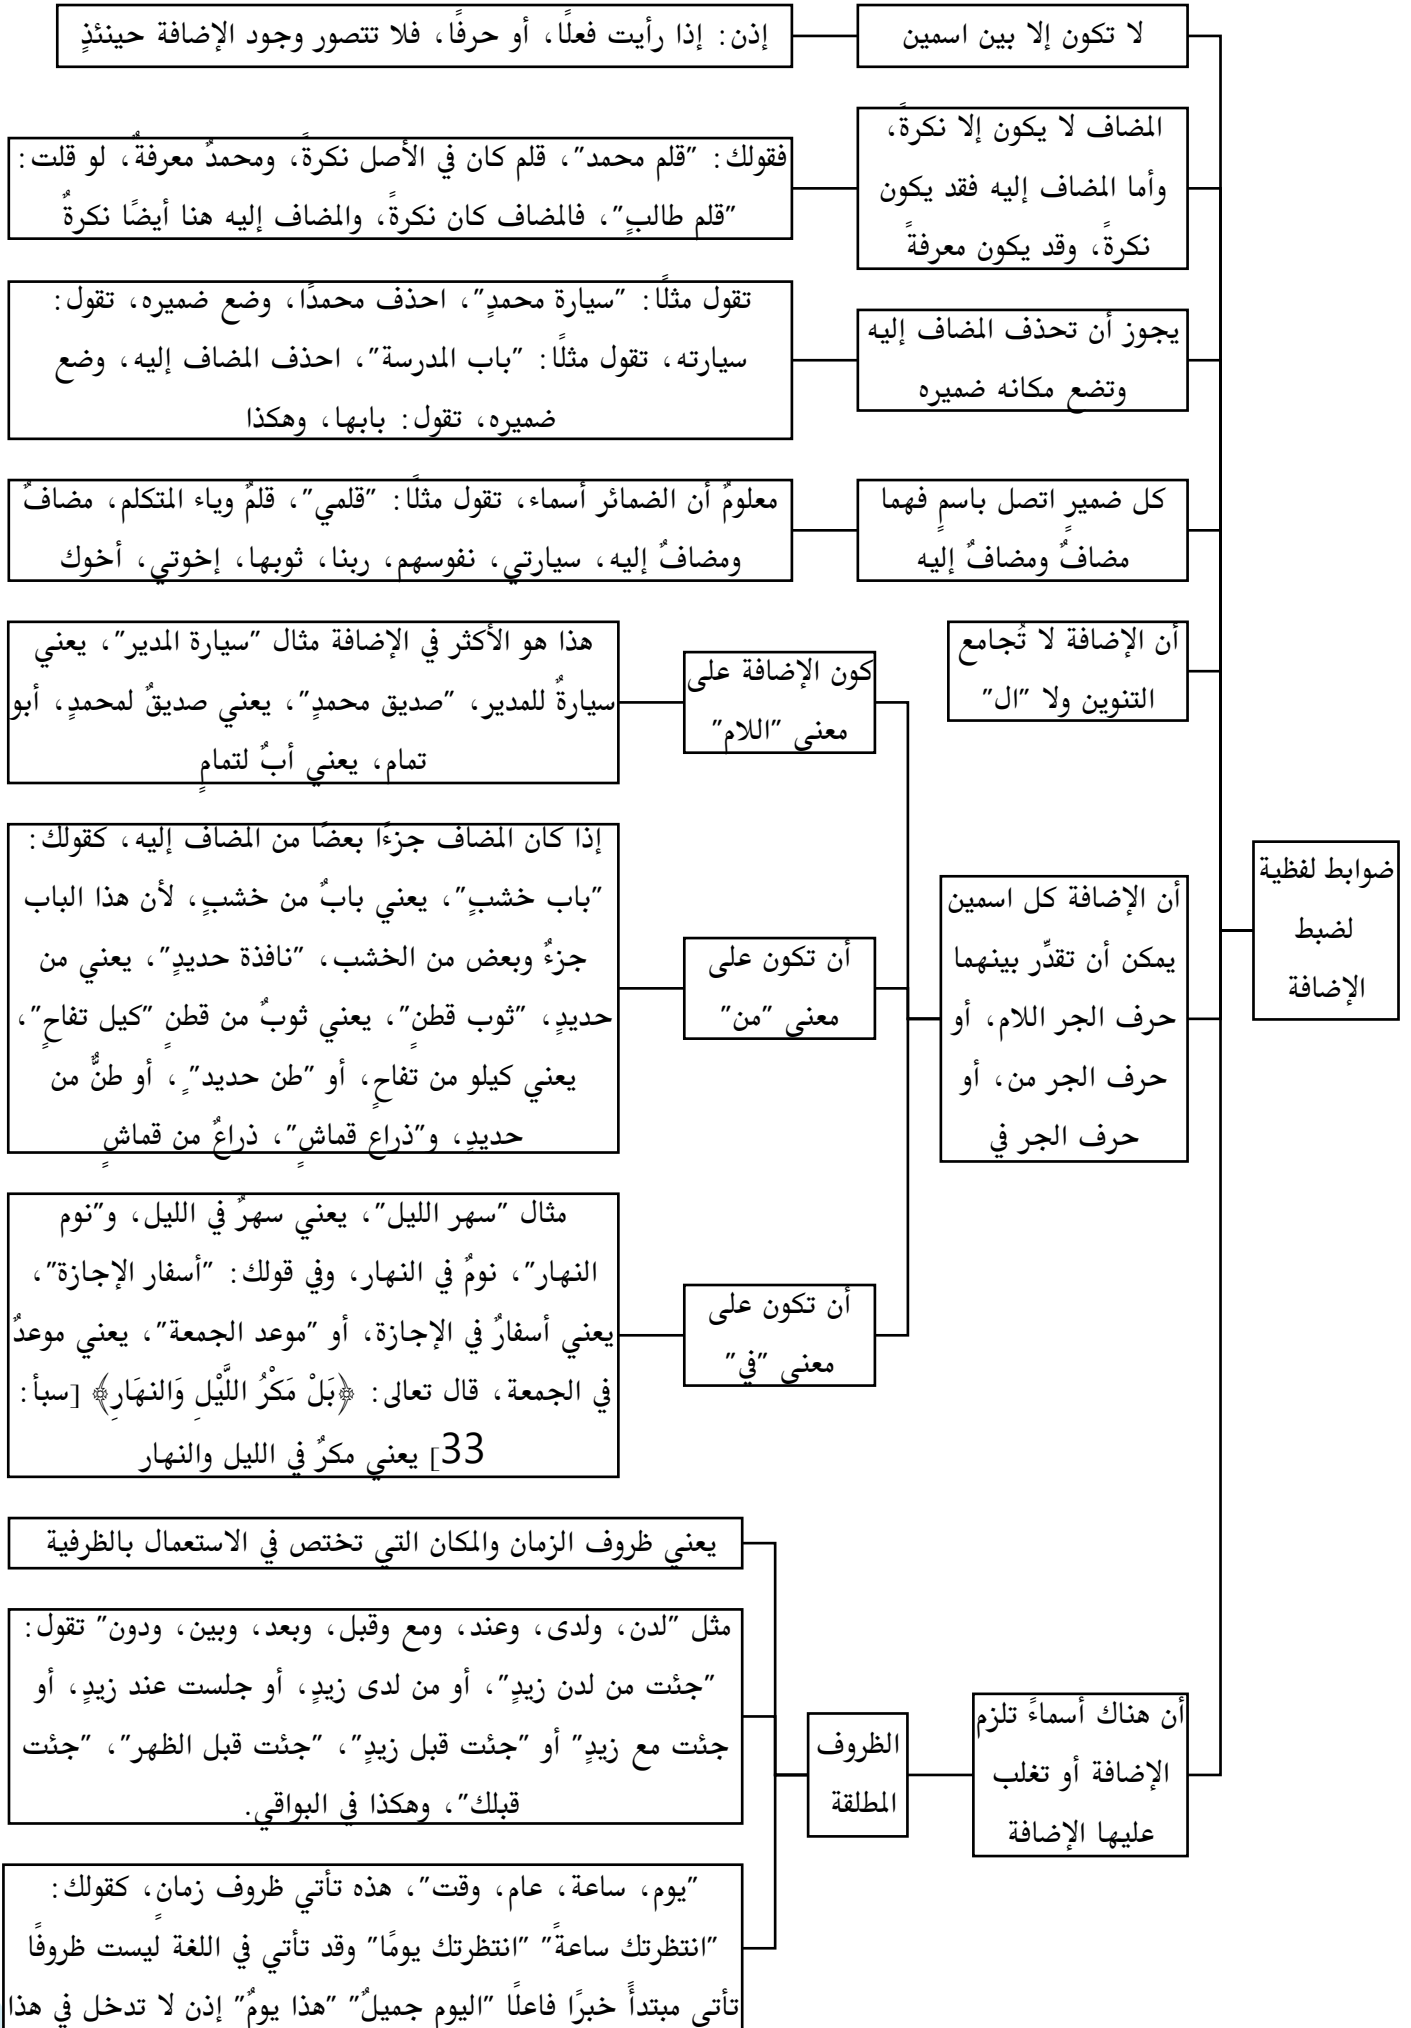 ضوابط لفظية
لضبط
الإضافة
لا تكون إلا بين اسمين
إذن: إذا رأيت فعلًا، أو حرفًا، فلا تتصور وجود الإضافة حينئذٍ
المضاف لا يكون إلا نكرةً،
وأما المضاف إليه فقد يكون
نكرةً، وقد يكون معرفةً
فقولك: "قلم محمد"، قلم كان في الأصل نكرةً، ومحمدٌ معرفةٌ، لو قلت:
"قلم طالبٍ"، فالمضاف كان نكرةً، والمضاف إليه هنا أيضًا نكرةٌ
يجوز أن تحذف المضاف إليه
وتضع مكانه ضميره
تقول مثلًا: "سيارة محمدٍ"، احذف محمدًا، وضع ضميره، تقول:
سيارته، تقول مثلًا: "باب المدرسة"، احذف المضاف إليه، وضع
ضميره، تقول: بابها، وهكذا
كل ضميرٍ اتصل باسمٍ فهما
مضافٌ ومضافٌ إليه
معلومٌ أن الضمائر أسماء، تقول مثلًا: "قلمي"، قلمٌ وياء المتكلم، مضافٌ
ومضافٌ إليه، سيارتي، نفوسهم، ربنا، ثوبها، إخوتي، أخوك
أن الإضافة لا تُجامع
التنوين ولا "ال"
أن الإضافة كل اسمين
يمكن أن تقدِّر بينهما
حرف الجر اللام، أو
حرف الجر من، أو
حرف الجر في
كون الإضافة على
معنى "اللام"
هذا هو الأكثر في الإضافة مثال "سيارة المدير"، يعني
سيارةٌ للمدير، "صديق محمدٍ"، يعني صديقٌ لمحمدٍ، أبو
تمام، يعني أبٌ لتمامٍ
أن تكون على
معنى "من"
إذا كان المضاف جزءًا بعضًا من المضاف إليه، كقولك:
"باب خشبٍ"، يعني بابٌ من خشبٍ، لأن هذا الباب
جزءٌ وبعض من الخشب، "نافذة حديدٍ"، يعني من
حديدٍ، "ثوب قطنٍ"، يعني ثوبٌ من قطنٍ "كيل تفاحٍ"،
يعني كيلو من تفاحٍ، أو "طن حديد"ٍ، أو طنٌّ من
حديدٍ، و"ذراع قماشٍ"، ذراعٌ من قماشٍ
أن تكون على
معنى "في"
مثال "سهر الليل"، يعني سهرٌ في الليل، و"نوم
النهار"، نومٌ في النهار، وفي قولك: "أسفار الإجازة"،
يعني أسفارٌ في الإجازة، أو "موعد الجمعة"، يعني موعدٌ
في الجمعة، قال تعالى: ﴿بَلْ مَكْرُ اللَّيْلِ وَالنهَارِ﴾ [سبأ:
33] يعني مكرٌ في الليل والنهار
أن هناك أسماءً تلزم
الإضافة أو تغلب
عليها الإضافة
الظروف
المطلقة
يعني ظروف الزمان والمكان التي تختص في الاستعمال بالظرفية
مثل "لدن، ولدى، وعند، ومع وقبل، وبعد، وبين، ودون" تقول:
"جئت من لدن زيدٍ"، أو من لدى زيدٍ، أو جلست عند زيدٍ، أو
جئت مع زيدٍ" أو "جئت قبل زيدٍ"، "جئت قبل الظهر"، "جئت
قبلك"، وهكذا في البواقي.
"يوم، ساعة، عام، وقت"، هذه تأتي ظروف زمانٍ، كقولك:
"انتظرتك ساعةً" "انتظرتك يومًا" وقد تأتي في اللغة ليست ظروفًا
تأتي مبتدأً خبرًا فاعلًا "اليوم جميلٌ" "هذا يومٌ" إذن لا تدخل في هذا